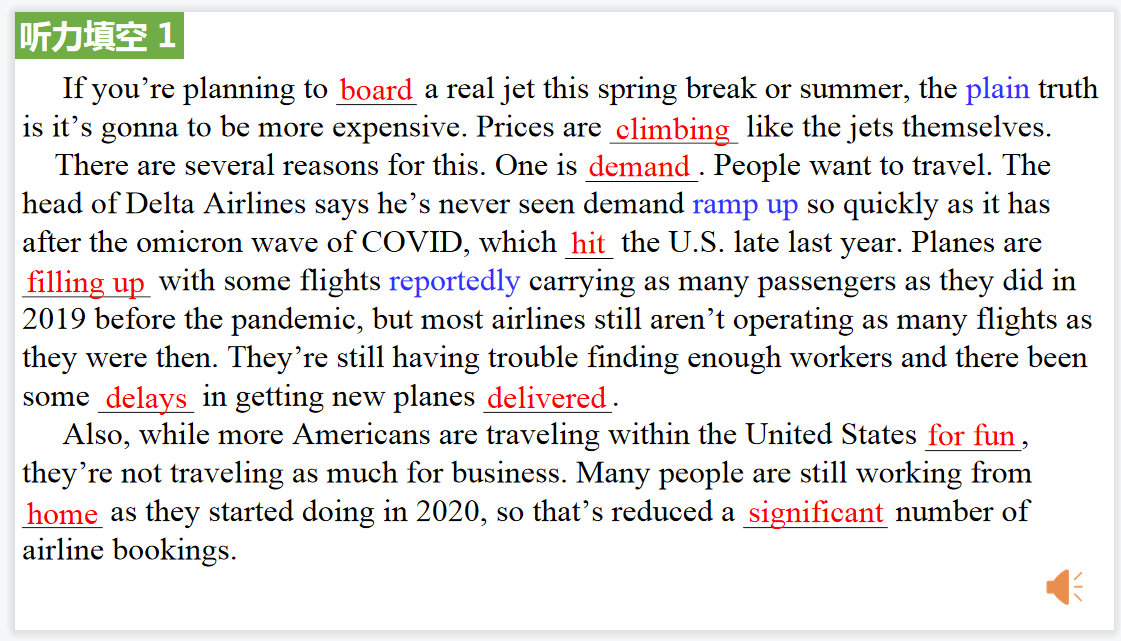 听力填空 1
If you’re planning to board a real jet this spring break or summer, the plain truth
is it’s gonna to be more expensive. Prices are climbing like the jets themselves.
There are several reasons for this. One is demand. People want to travel. The
head of Delta Airlines says he’s never seen demand ramp up so quickly as it has
after the omicron wave of COVID, which hit the U.S. late last year. Planes are
filling up with some flights reportedly carrying as many passengers as they did in
2019 before the pandemic, but most airlines still aren’t operating as many flights as
they were then. They’re still having trouble finding enough workers and there been
some delays in getting new planes delivered.
Also, while more Americans are traveling within the United States for fun,
they’re not traveling as much for business. Many people are still working from
home as they started doing in 2020, so that’s reduced a significant number of
airline bookings.